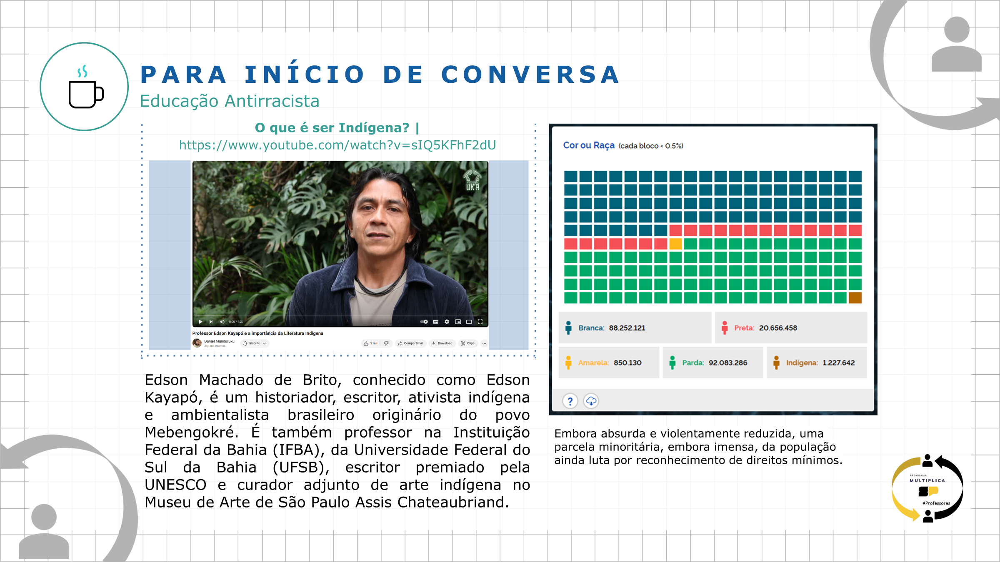 PARA INÍCIO DE CONVERSA
Educação Antirracista
O que é ser Indígena? |
https://www.youtube.com/watch?v=sIQ5KFhF2dU
Instituto
UK'A
0:00 / 4:27
Professor Edson Kayapó e a importância da Literatura Indígena
Daniel Munduruku
24,1 mil inscritos
Inscrito
1 mil
Compartilhar
Download
Clipe
Edson Machado de Brito, conhecido como Edson
Kayapó, é um historiador, escritor, ativista indígena
e ambientalista brasileiro originário do povo
Mebengokré. É também professor na Instituição
Federal da Bahia (IFBA), da Universidade Federal do
Sul da Bahia (UFSB), escritor premiado pela
UNESCO e curador adjunto de arte indígena no
Museu de Arte de São Paulo Assis Chateaubriand.
Cor ou Raça (cada bloco ≈ 0.5%)
Branca: 88.252.121
Preta: 20.656.458
Amarela: 850.130
Parda: 92.083.286
Indígena: 1.227.642
?
Embora absurda e violentamente reduzida, uma
parcela minoritária, embora imensa, da população
ainda luta por reconhecimento de direitos mínimos.
PROGRAMA
MULTIPLICA
SP
#Professores